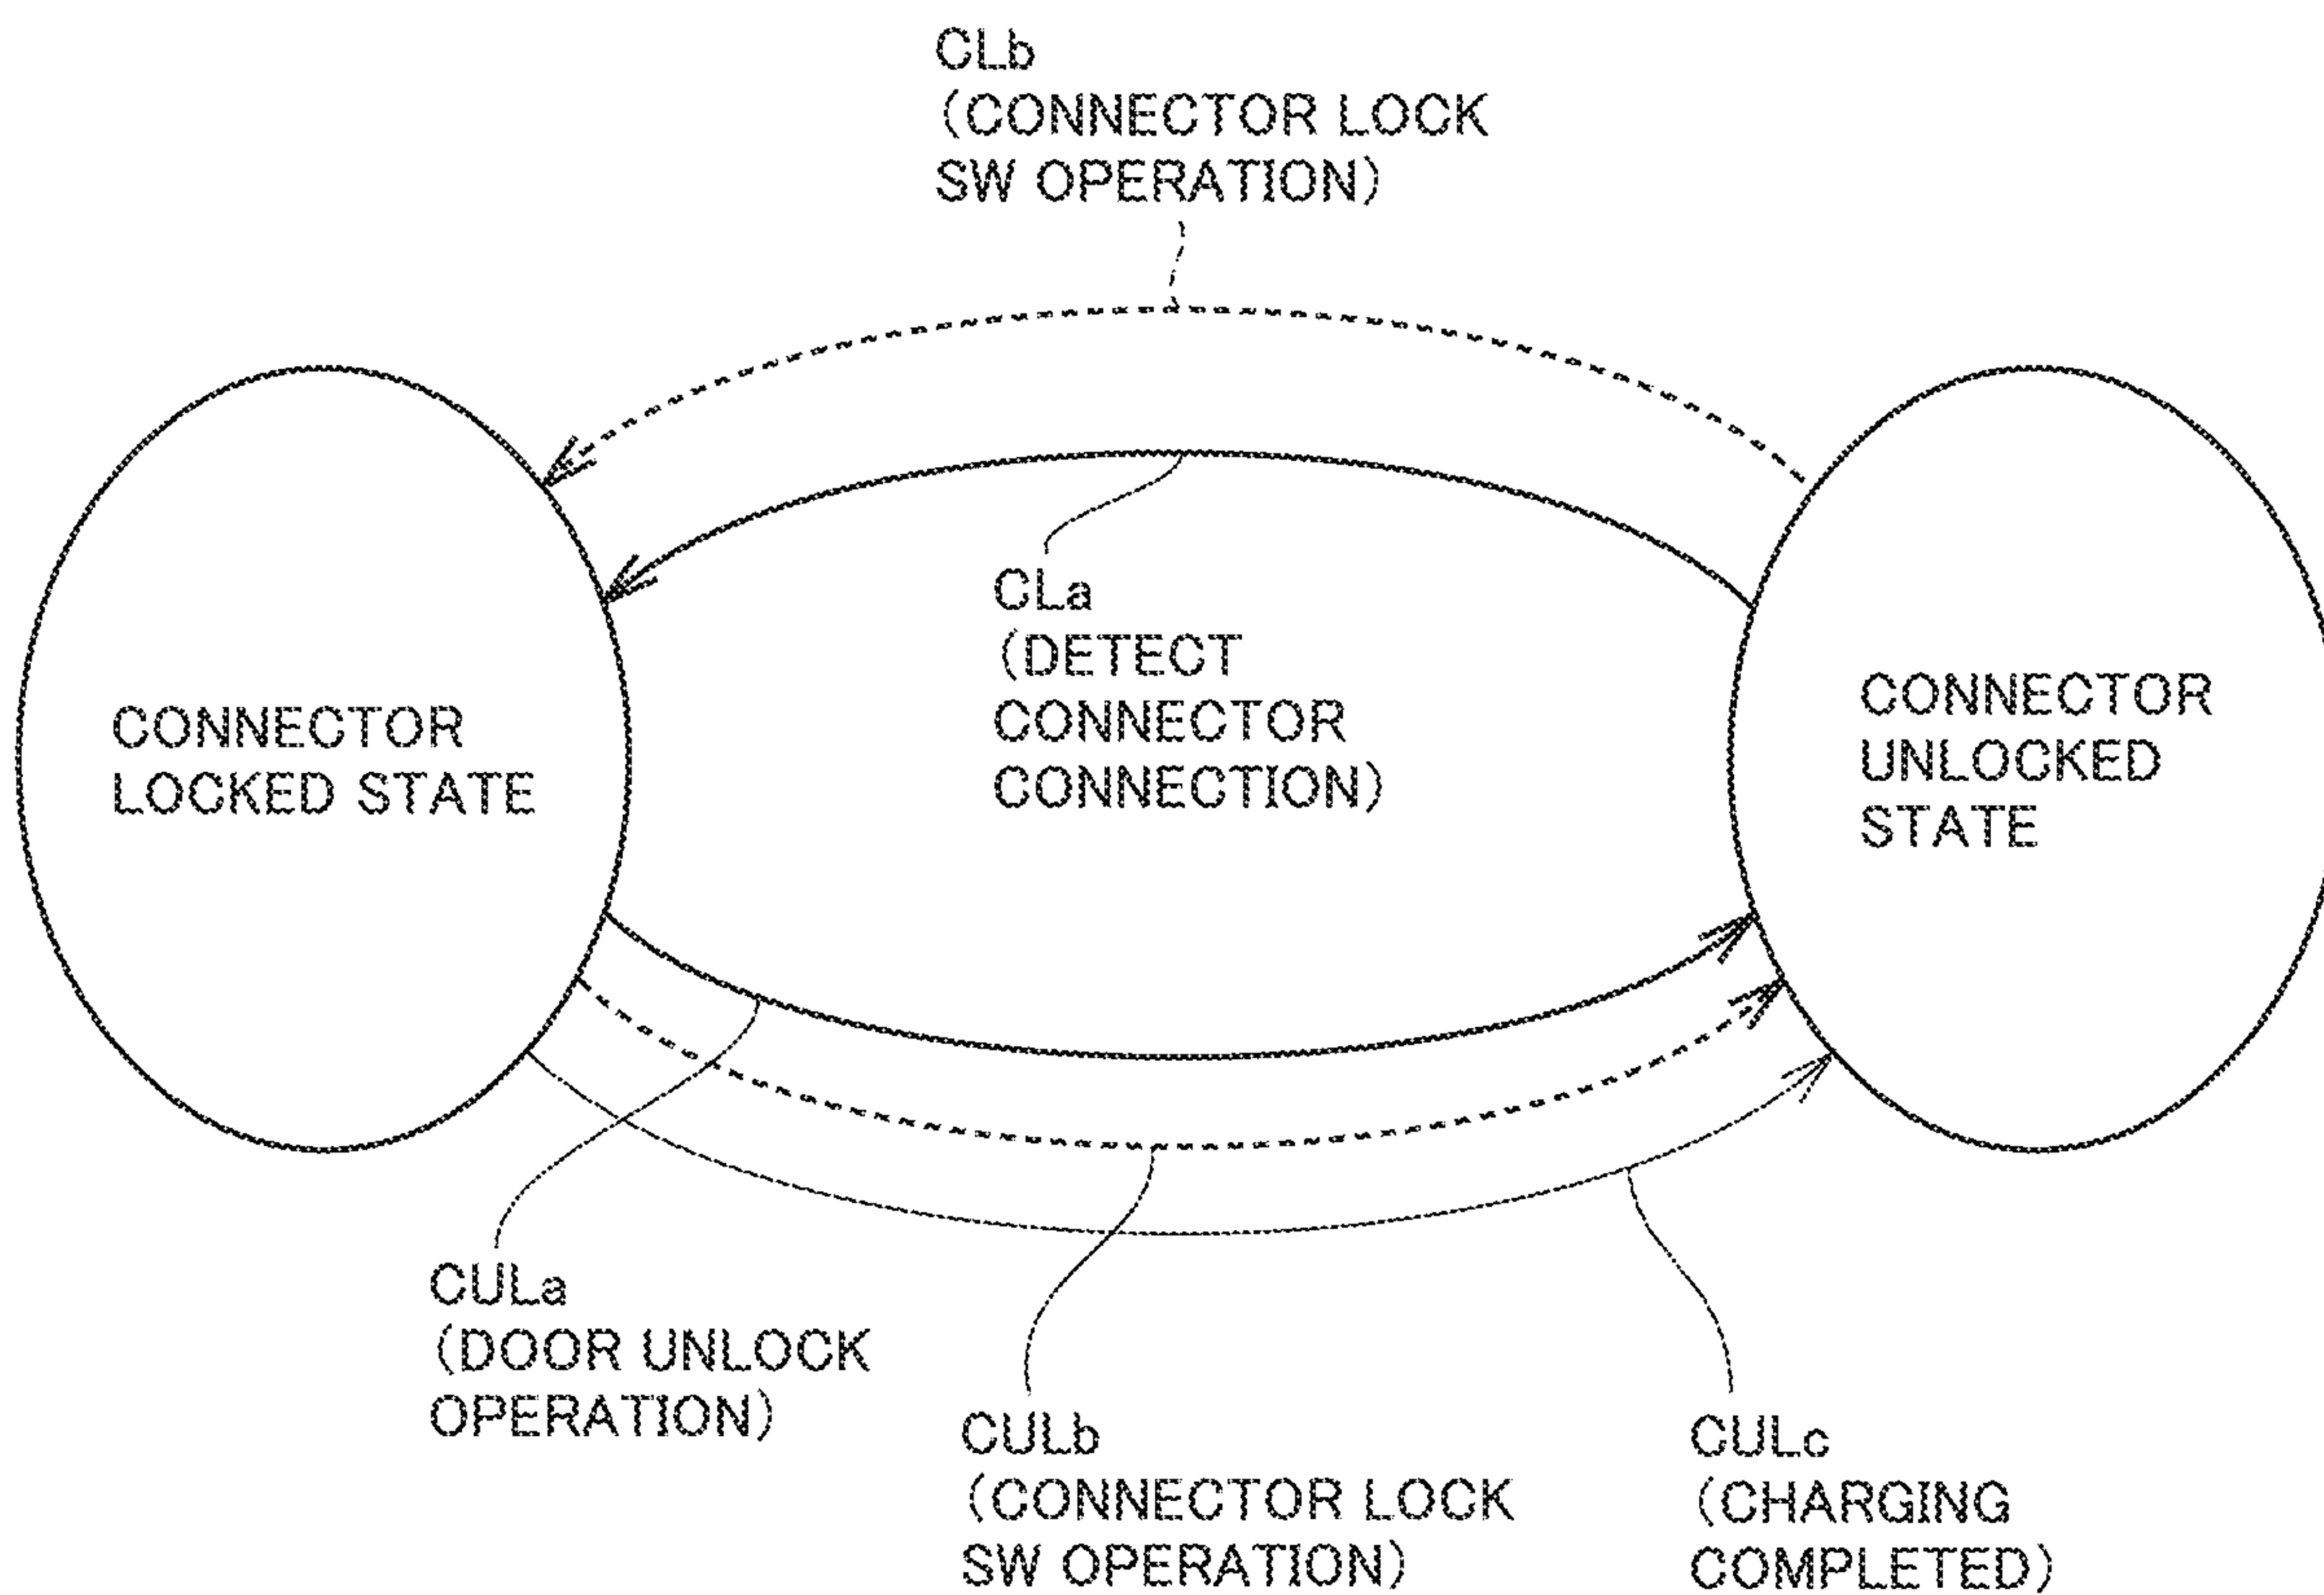 CLb
(CONNECTOR LOCK
SW OPERATION)
CLa
(DETECT
CONNECTOR
CONNECTION)
CONNECTOR
LOCKED STATE
CONNECTOR
UNLOCKED
STATE
CULa
(DOOR UNLOCK
OPERATION)
CULb
(CONNECTOR LOCK
SW OPERATION)
CULc
(CHARGING
COMPLETED)